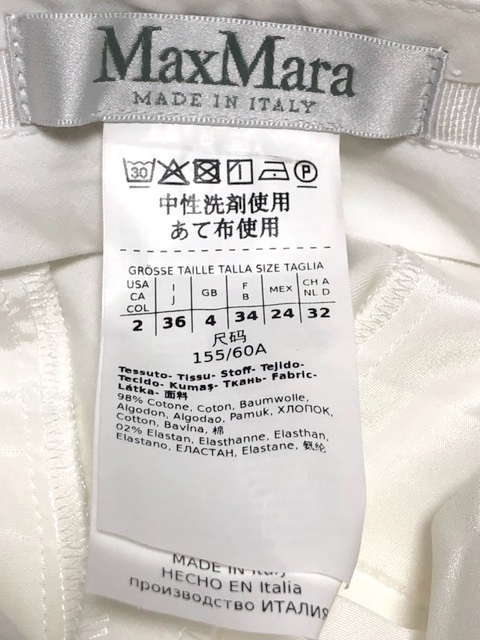 MaxMara
MADE IN ITALY
30 P
中性洗剤使用
あて布使用
GRÖSSE TAILLE TALLA SIZE TAGLIA
USA CA COL I J GB F B MEX CH A NL D
2 36 4 34 24 32
尺码
155/60A
Tessuto- Tissu- Stoff- Tejido-
Tecido- Kumaş- Ткань- Fabric-
Látka- 面料
98% Cotone, Coton, Baumwolle,
Algodon, Algodao, Pamuk, ХЛОПОК,
Cotton, Bavlna, 棉
02% Elastan, Elasthanne, Elasthan,
Elastano, ЕЛАСТАН, Elastane, 氨纶
MADE IN Italy
HECHO EN Italia
производство ИТАЛИЯ